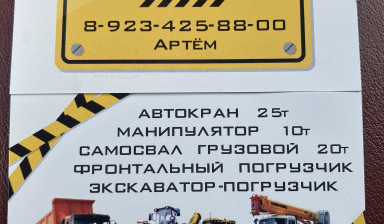 8-923-425-88-00
Артём
Автокран 25т
Манипулятор 10т
Самосвал грузовой 20т
Фронтальный погрузчик
Экскаватор-погрузчик